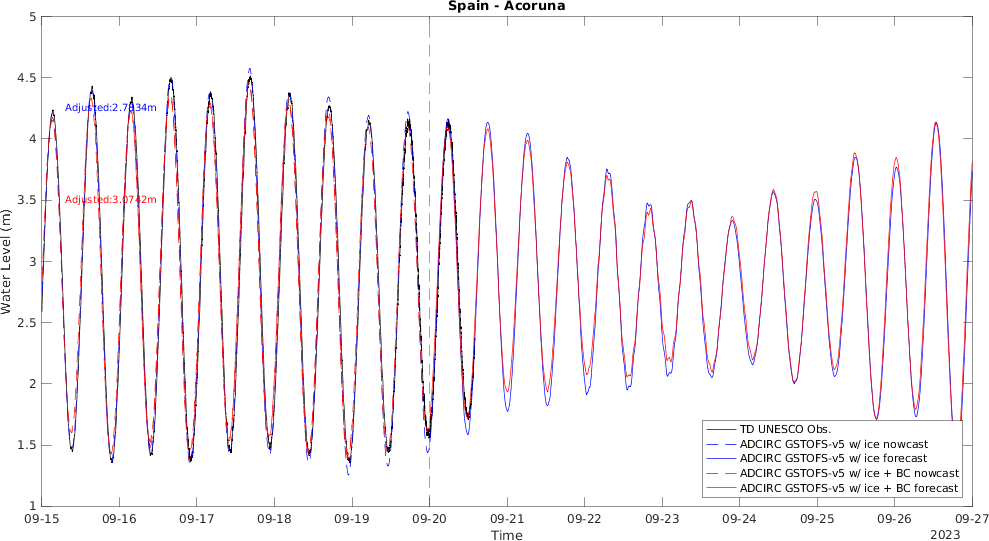 Spain - Acoruna
5
4.5
4
3.5
3
2.5
2
1.5
1
Water Level (m)
Adjusted:2.7934m
Adjusted:3.0742m
TD UNESCO Obs.
ADCIRC GSTOFS-v5 w/ ice nowcast
ADCIRC GSTOFS-v5 w/ ice forecast
ADCIRC GSTOFS-v5 w/ ice + BC nowcast
ADCIRC GSTOFS-v5 w/ ice + BC forecast
09-15 09-16 09-17 09-18 09-19 09-20 09-21 09-22 09-23 09-24 09-25 09-26 09-27
Time
2023